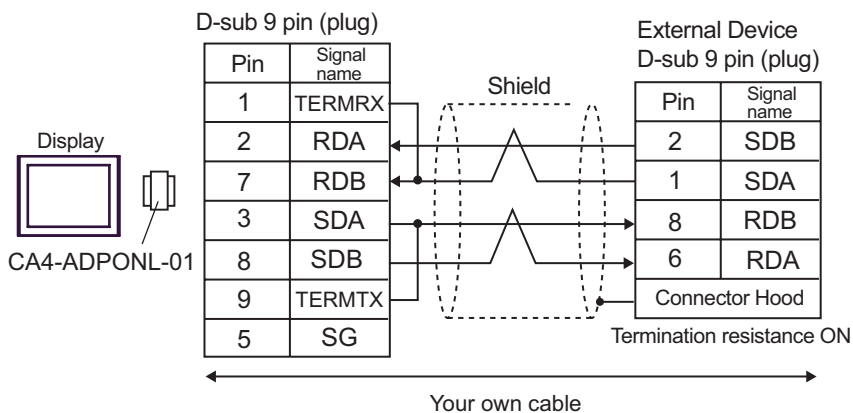 D-sub 9 pin (plug)
External Device
D-sub 9 pin (plug)
Pin Signal name
1 TERMRX
2 RDA
7 RDB
3 SDA
8 SDB
9 TERMTX
5 SG
Shield
Pin Signal name
2 SDB
1 SDA
8 RDB
6 RDA
Connector Hood
Termination resistance ON
Display
CA4-ADPONL-01
Your own cable